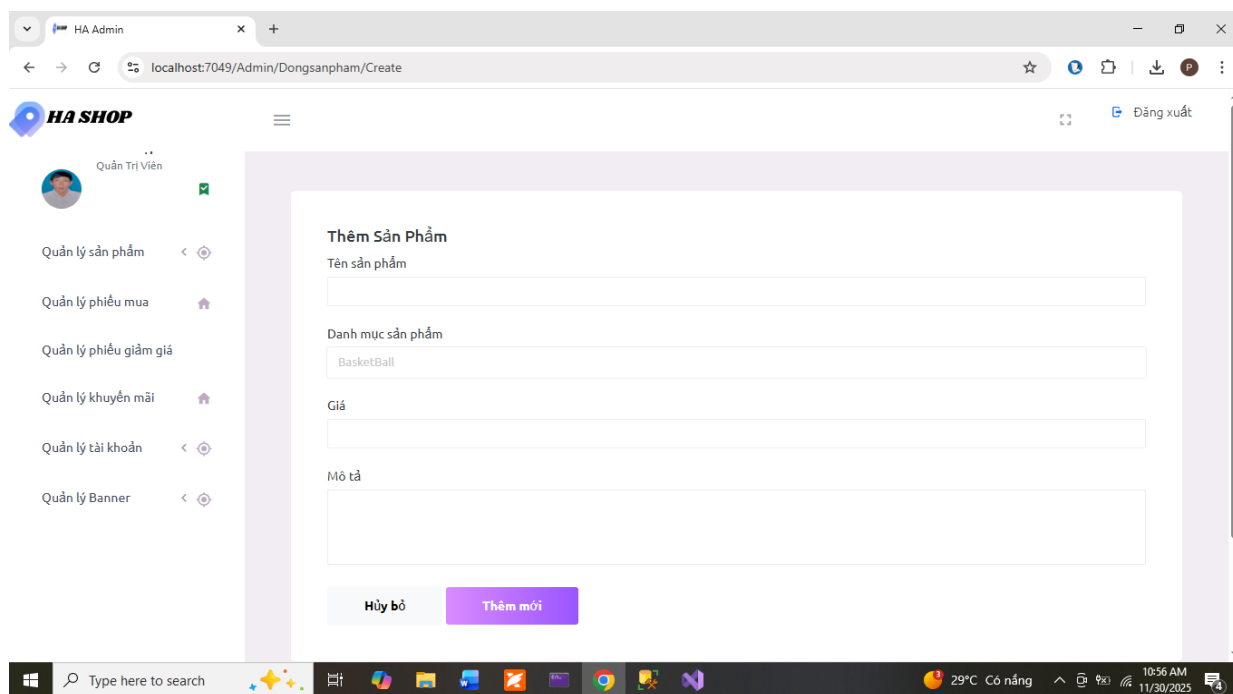 HA Admin
localhost:7049/Admin/Dongsanpham/Create
P
HA SHOP
Đăng xuất
Quản Trị Viên
Quản lý sản phẩm
Quản lý phiếu mua
Quản lý phiếu giảm giá
Quản lý khuyến mãi
Quản lý tài khoản
Quản lý Banner
Thêm Sản Phẩm
Tên sản phẩm
Danh mục sản phẩm
BasketBall
Giá
Mô tả
Hủy bỏ
Thêm mới
Type here to search
29°C Có nắng
10:56 AM
11/30/2025
4